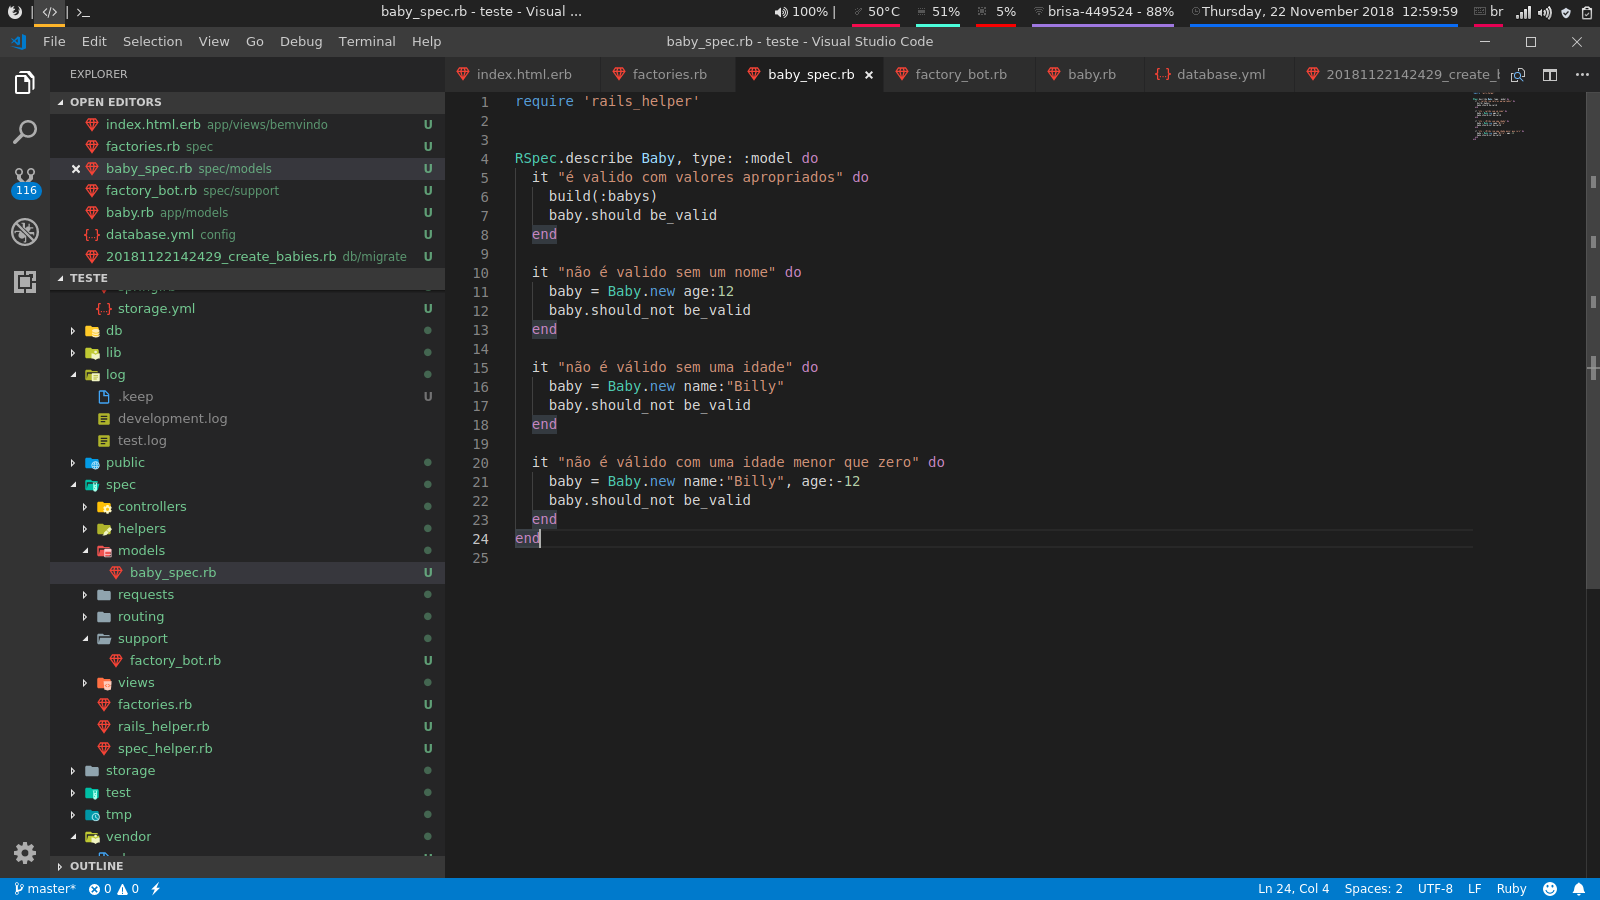 baby_spec.rb - teste - Visual ...
100% |
50°C
51%
5%
brisa-449524 - 88%
Thursday, 22 November 2018 12:59:59
br
File Edit Selection View Go Debug Terminal Help
baby_spec.rb - teste - Visual Studio Code
EXPLORER
OPEN EDITORS
index.html.erb app/views/bemvindo U
factories.rb spec U
baby_spec.rb spec/models U
factory_bot.rb spec/support U
baby.rb app/models U
database.yml config U
20181122142429_create_babies.rb db/migrate U
TESTE
storage.yml U
db
lib
log
.keep U
development.log
test.log
public
spec
controllers
helpers
models
baby_spec.rb U
requests
routing
support
factory_bot.rb U
views
factories.rb U
rails_helper.rb U
spec_helper.rb U
storage
test
tmp
vendor
OUTLINE
116
index.html.erb factories.rb baby_spec.rb factory_bot.rb baby.rb database.yml 20181122142429_create_b
1 require 'rails_helper'
2
3
4 RSpec.describe Baby, type: :model do
5 it "é valido com valores apropriados" do
6 build(:babys)
7 baby.should be_valid
8 end
9
10 it "não é valido sem um nome" do
11 baby = Baby.new age:12
12 baby.should_not be_valid
13 end
14
15 it "não é válido sem uma idade" do
16 baby = Baby.new name:"Billy"
17 baby.should_not be_valid
18 end
19
20 it "não é válido com uma idade menor que zero" do
21 baby = Baby.new name:"Billy", age:-12
22 baby.should_not be_valid
23 end
24 end
25
master* 0 0
Ln 24, Col 4 Spaces: 2 UTF-8 LF Ruby